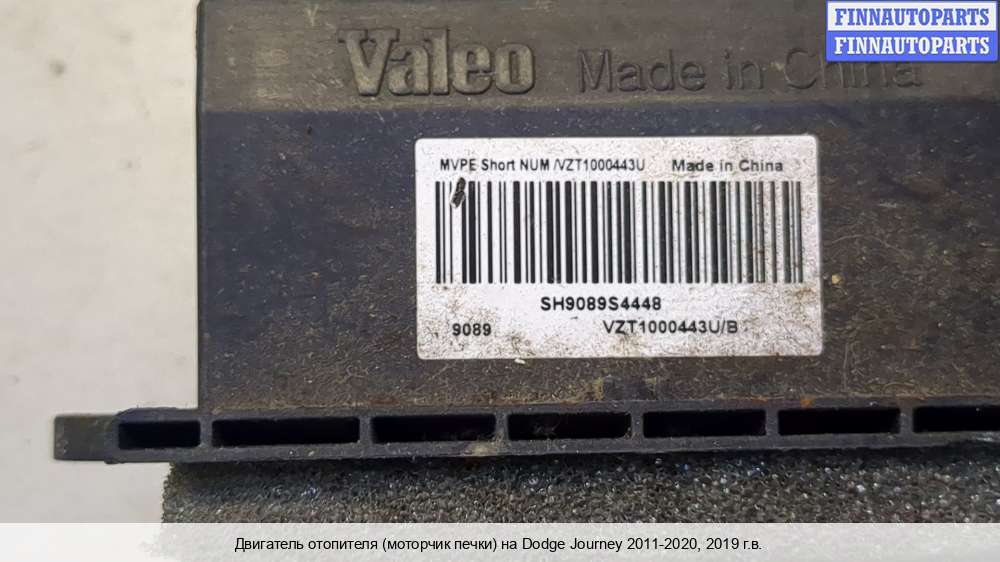 FINNAUTOPARTS
FINNAUTOPARTS
Valeo Made in China
MVPE Short NUM /VZT1000443U Made in China
SH9089S4448
9089 VZT1000443U/B
Двигатель отопителя (моторчик печки) на Dodge Journey 2011-2020, 2019 г.в.